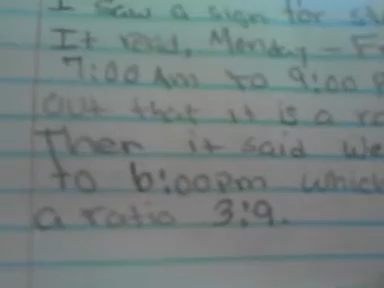 I saw a sign for
It read, Monday -
7:00 Am to 9:00
out that it is a
Then it said
to 6:00pm which
a ratio 3:9.